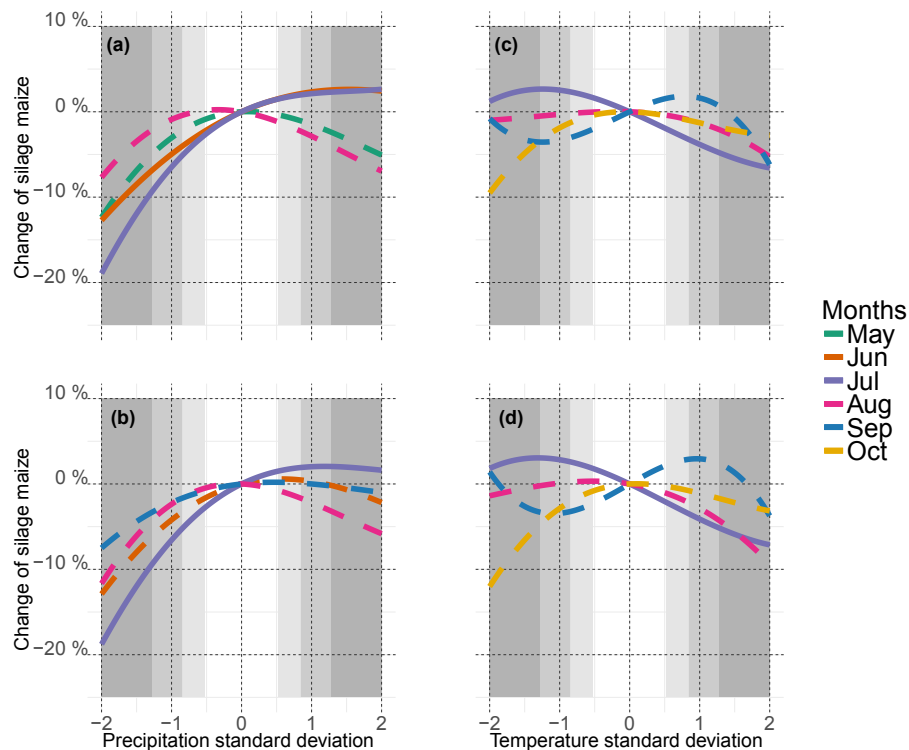 10 %
0 %
−10 %
−20 %
Change of silage maize
(a)
(c)
10 %
0 %
−10 %
−20 %
Change of silage maize
(b)
(d)
−2 −1 0 1 2
Precipitation standard deviation
−2 −1 0 1 2
Temperature standard deviation
Months
May
Jun
Jul
Aug
Sep
Oct